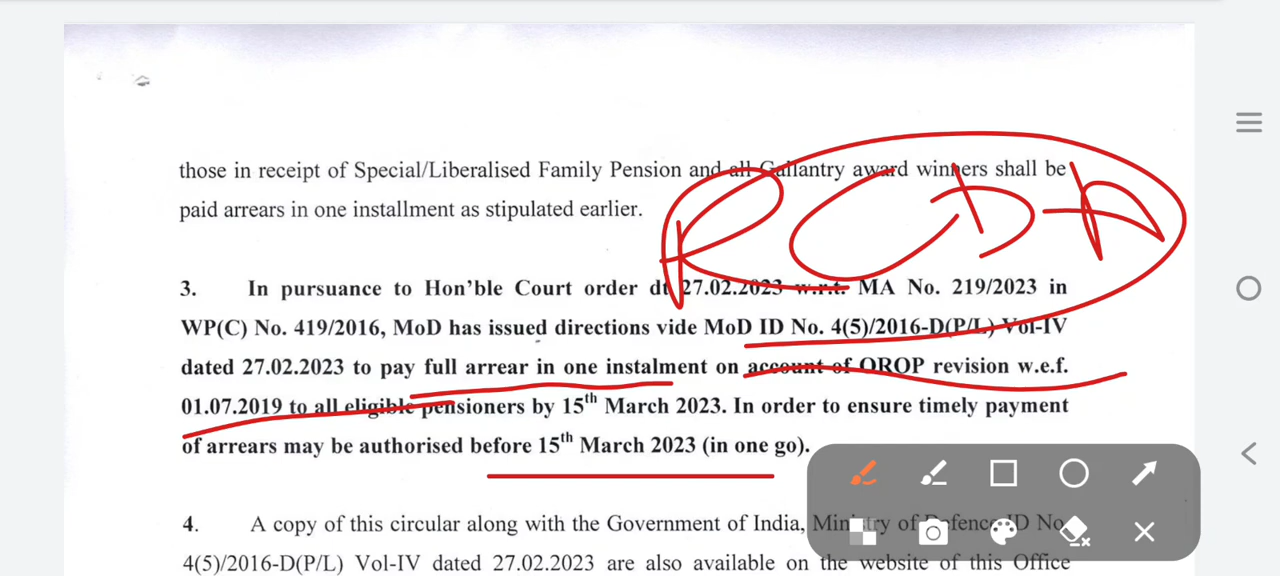 those in receipt of Special/Liberalised Family Pension and all Gallantry award winners shall be
paid arrears in one installment as stipulated earlier.
PCDA
3. In pursuance to Hon'ble Court order dt 27.02.2023 w.r.t. MA No. 219/2023 in
WP(C) No. 419/2016, MoD has issued directions vide MoD ID No. 4(5)/2016-D(P/L) Vol-IV
dated 27.02.2023 to pay full arrear in one instalment on account of OROP revision w.e.f.
01.07.2019 to all eligible pensioners by 15th March 2023. In order to ensure timely payment
of arrears may be authorised before 15th March 2023 (in one go).
4. A copy of this circular along with the Government of India, Ministry of Defence ID No
4(5)/2016-D(P/L) Vol-IV dated 27.02.2023 are also available on the website of this Office